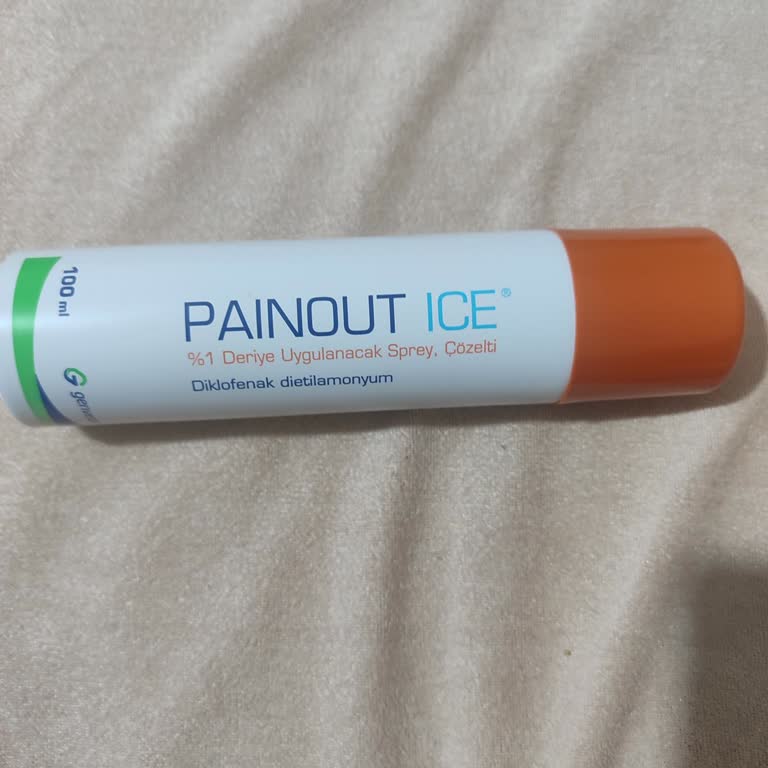 PAINOUT ICE®
%1 Deriye Uygulanacak Sprey, Çözelti
Diklofenak dietilamonyum
100 ml